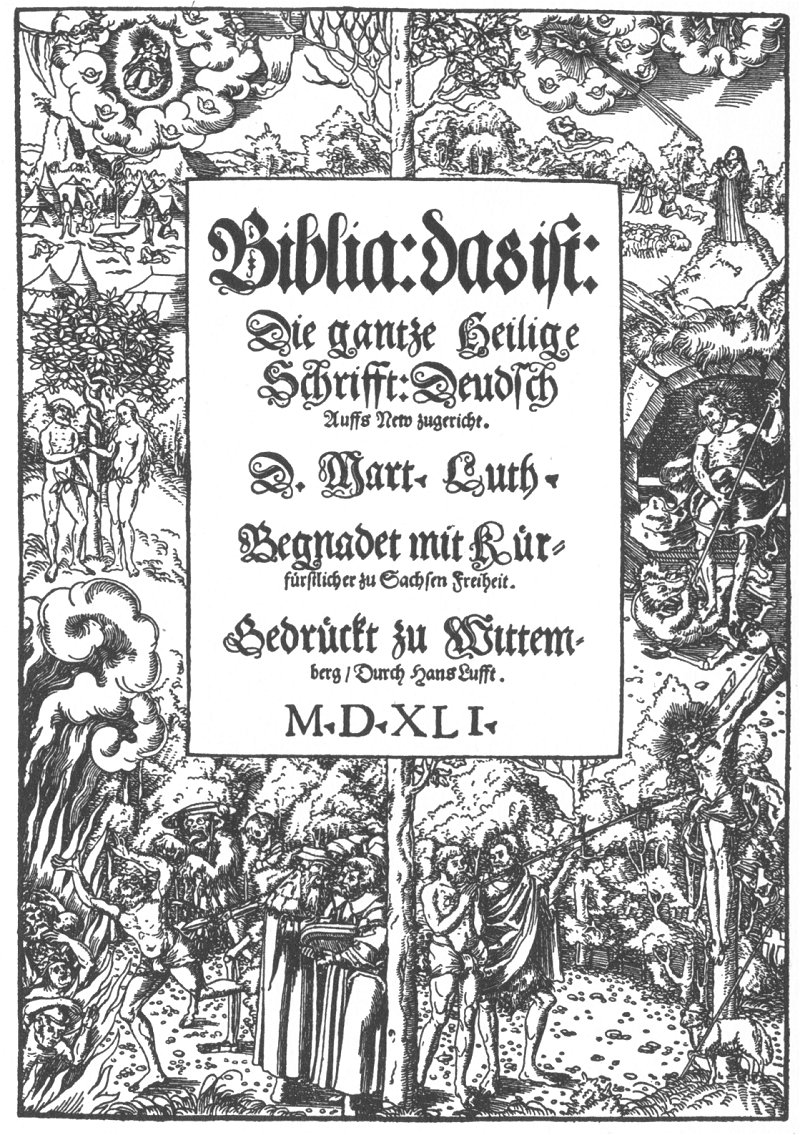 Biblia: das ist:
Die gantze Heilige
Schrifft: Deudsch
Auffs New zugericht.
D. Mart. Luth.
Begnadet mit Kür-
fürstlicher zu Sachsen Freiheit.
Gedrückt zu Wittem-
berg / Durch Hans Lufft.
M. D. XLI.